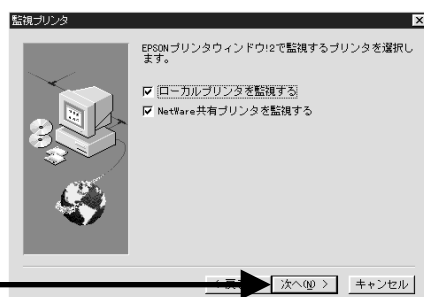 監視プリンタ
EPSONプリンタウィンドウ!2で監視するプリンタを選択し
ます。
ローカルプリンタを監視する
NetWare共有プリンタを監視する
次へ(N) >
キャンセル